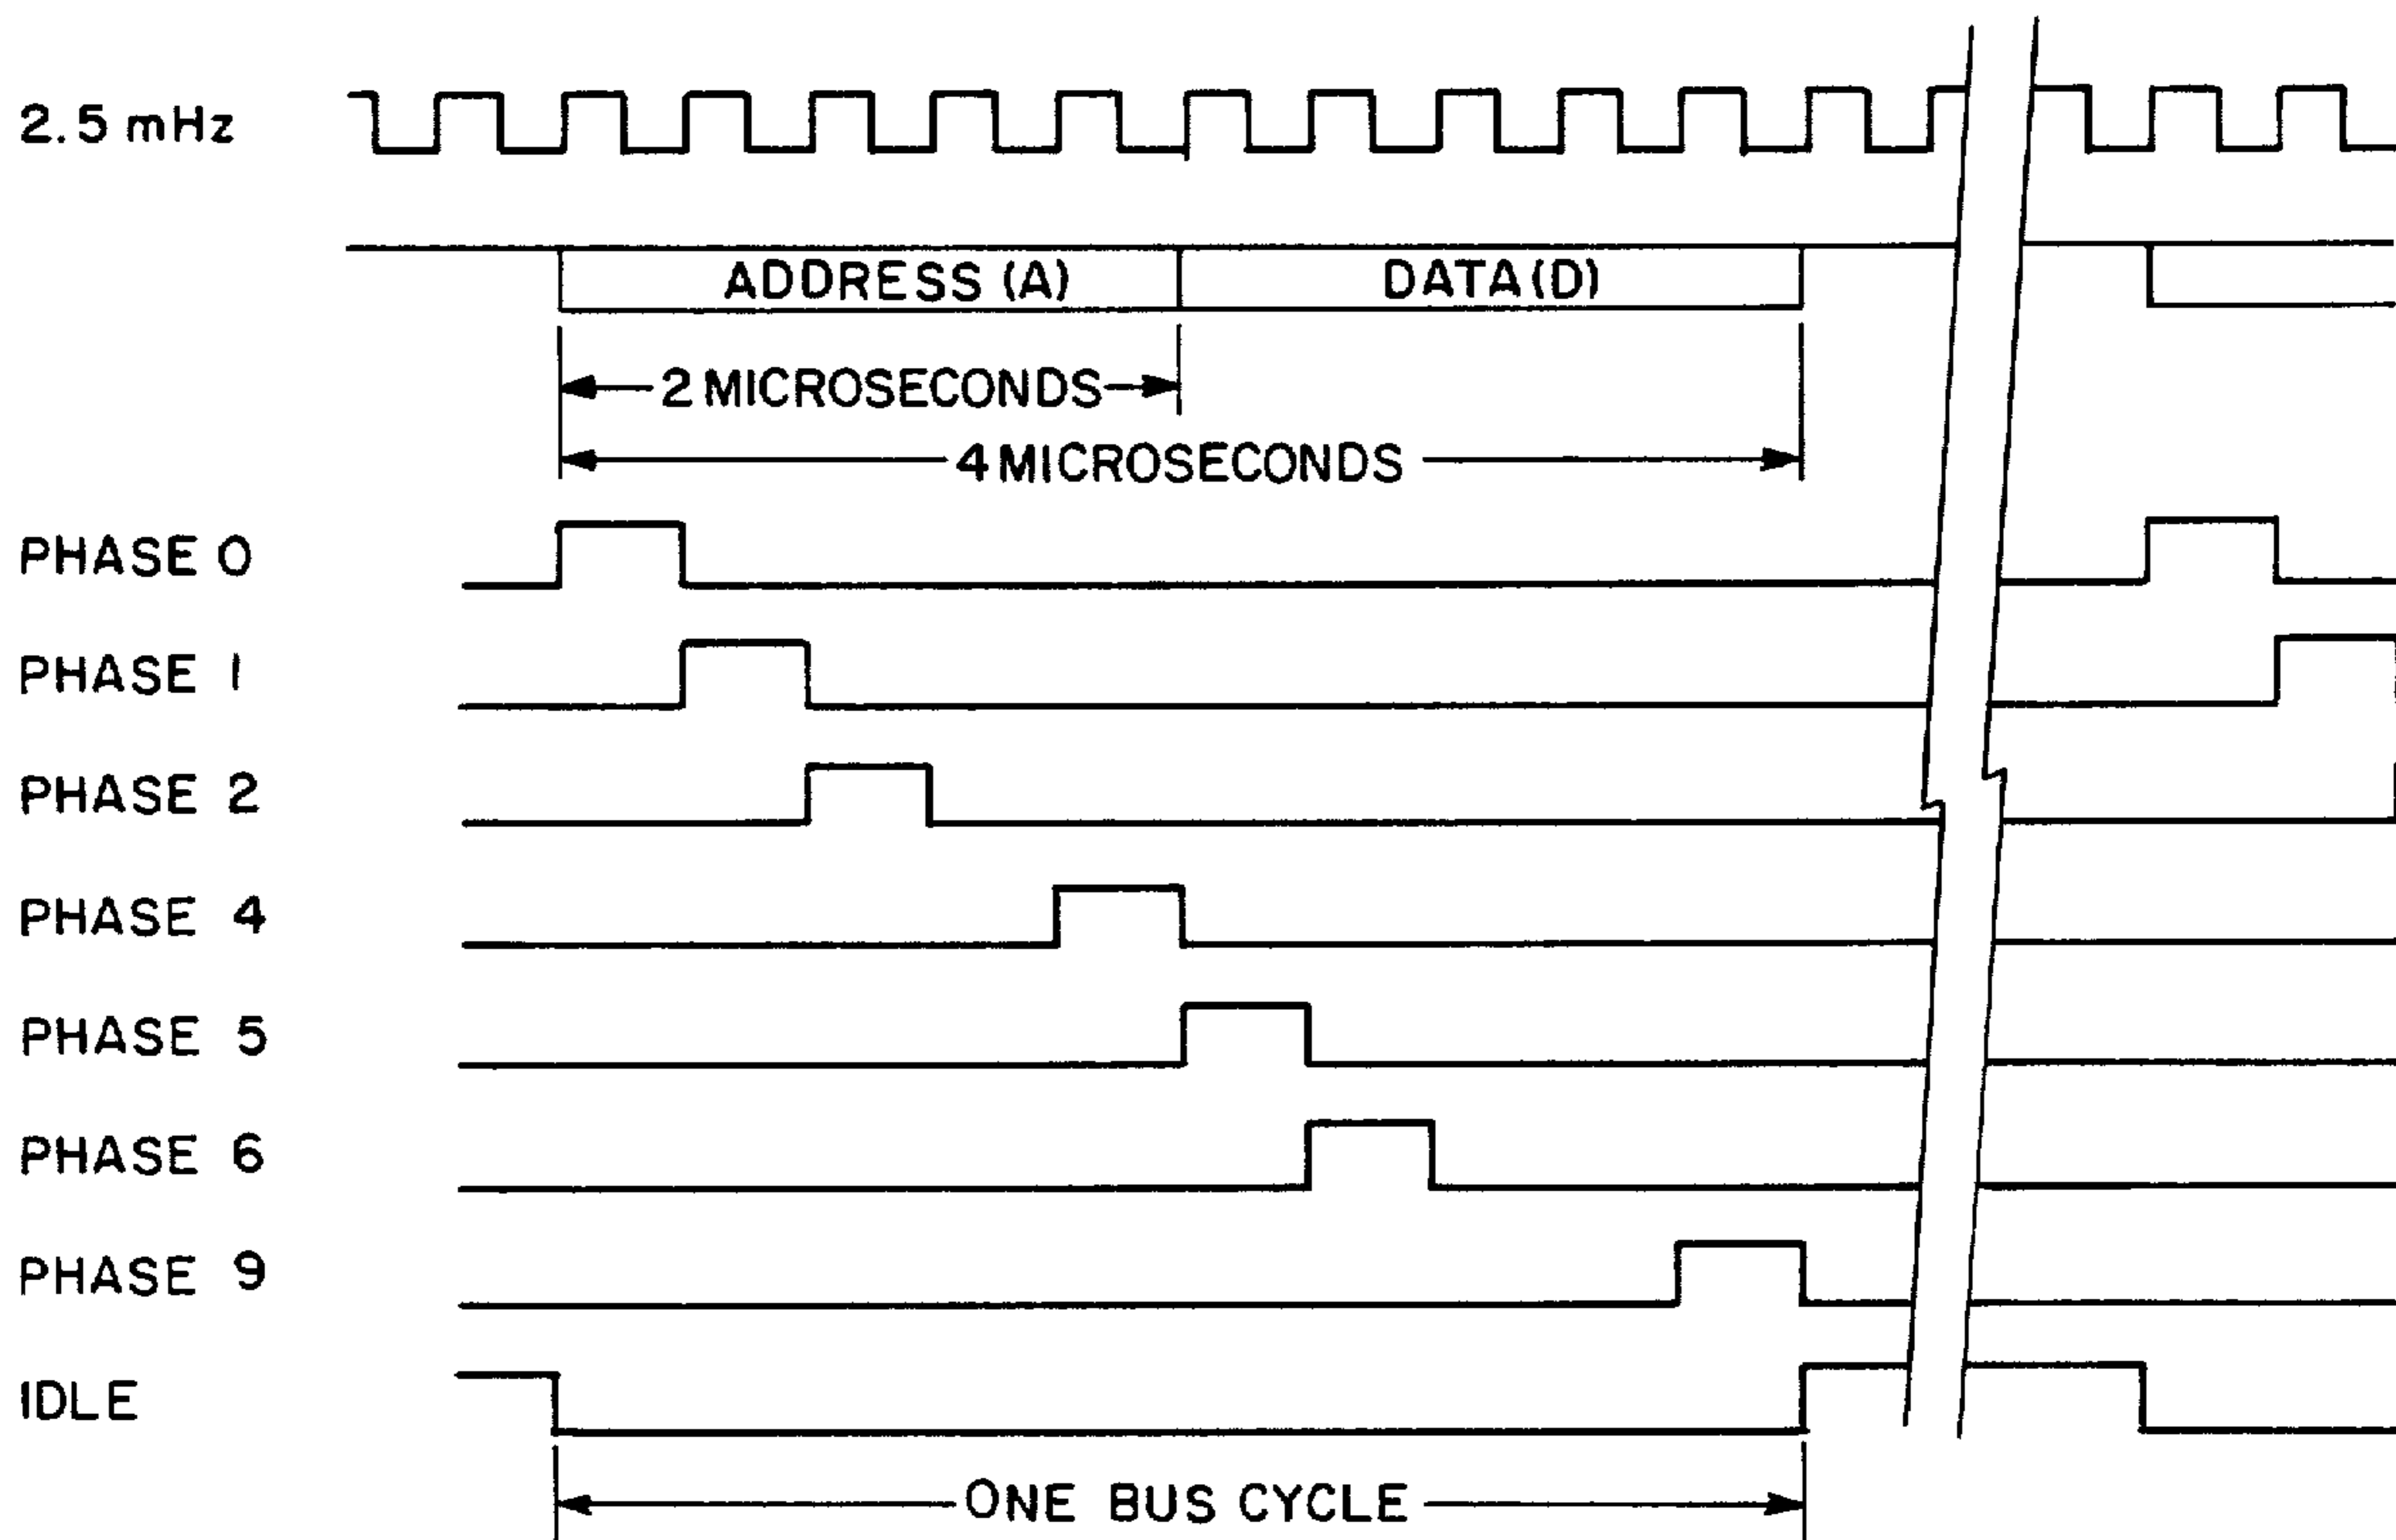 2.5 mHz
ADDRESS (A) DATA (D)
2 MICROSECONDS
4 MICROSECONDS
PHASE 0
PHASE 1
PHASE 2
PHASE 4
PHASE 5
PHASE 6
PHASE 9
IDLE
ONE BUS CYCLE